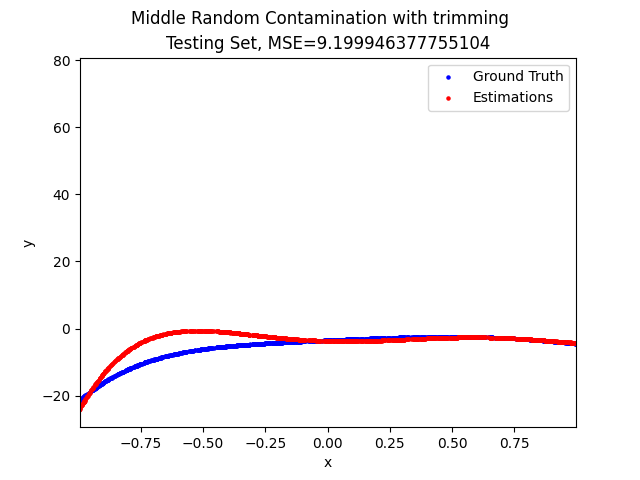 Middle Random Contamination with trimming
Testing Set, MSE=9.199946377755104
Ground Truth
Estimations
80
60
40
20
0
−20
y
−0.75
−0.50
−0.25
0.00
0.25
0.50
0.75
x